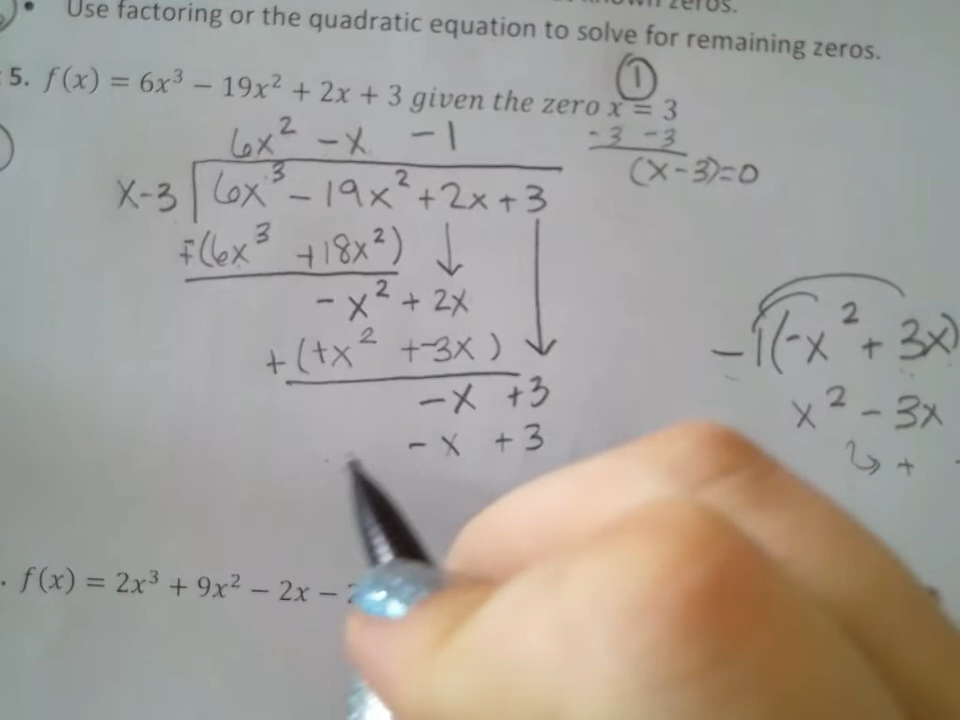 zeros.
Use factoring or the quadratic equation to solve for remaining zeros.
5. f(x) = 6x³ − 19x² + 2x + 3 given the zero x = 3
①
-3 -3
(x-3)=0
6x² - x - 1
x-3 6x³ - 19x² + 2x + 3
(6x³ +18x²)
- x² + 2x
+(+x² +-3x)
-x +3
-x +3
-1(-x² + 3x)
x² - 3x
↳ +
. f(x) = 2x³ + 9x² − 2x −